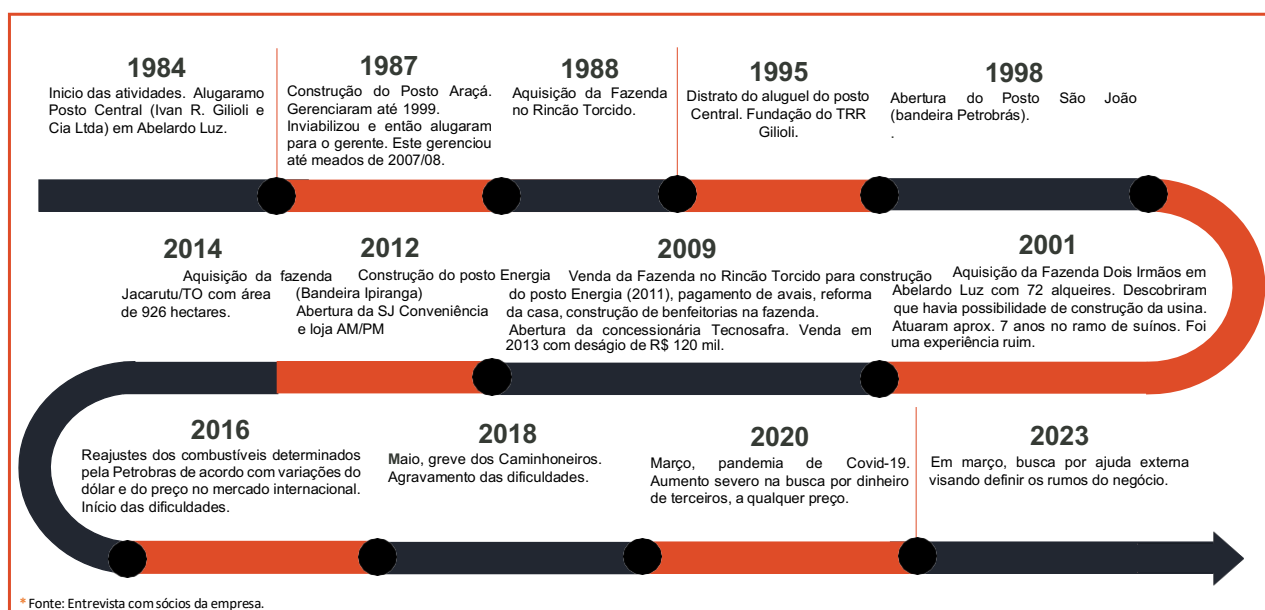 1984
Inicio das atividades. Alugaramo
Posto Central (Ivan R. Gilioli e
Cia Ltda) em Abelardo Luz.
1987
Construção do Posto Araçá.
Gerenciaram até 1999.
Inviabilizou e então alugaram
para o gerente. Este gerenciou
até meados de 2007/08.
1988
Aquisição da Fazenda
no Rincão Torcido.
1995
Distrato do aluguel do posto
Central. Fundação do TRR
Gilioli.
1998
Abertura do Posto São João
(bandeira Petrobrás).
.
2014
Aquisição da fazenda
Jacarutu/TO com área
de 926 hectares.
2012
Construção do posto Energia
(Bandeira Ipiranga)
Abertura da SJ Conveniência
e loja AM/PM
2009
Venda da Fazenda no Rincão Torcido para construção
do posto Energia (2011), pagamento de avais, reforma
da casa, construção de benfeitorias na fazenda.
Abertura da concessionária Tecnosafra. Venda em
2013 com deságio de R$ 120 mil.
2001
Aquisição da Fazenda Dois Irmãos em
Abelardo Luz com 72 alqueires. Descobriram
que havia possibilidade de construção da usina.
Atuaram aprox. 7 anos no ramo de suínos. Foi
uma experiência ruim.
2016
Reajustes dos combustíveis determinados
pela Petrobras de acordo com variações do
dólar e do preço no mercado internacional.
Início das dificuldades.
2018
Maio, greve dos Caminhoneiros.
Agravamento das dificuldades.
2020
Março, pandemia de Covid-19.
Aumento severo na busca por dinheiro
de terceiros, a qualquer preço.
2023
Em março, busca por ajuda externa
visando definir os rumos do negócio.
* Fonte: Entrevista com sócios da empresa.